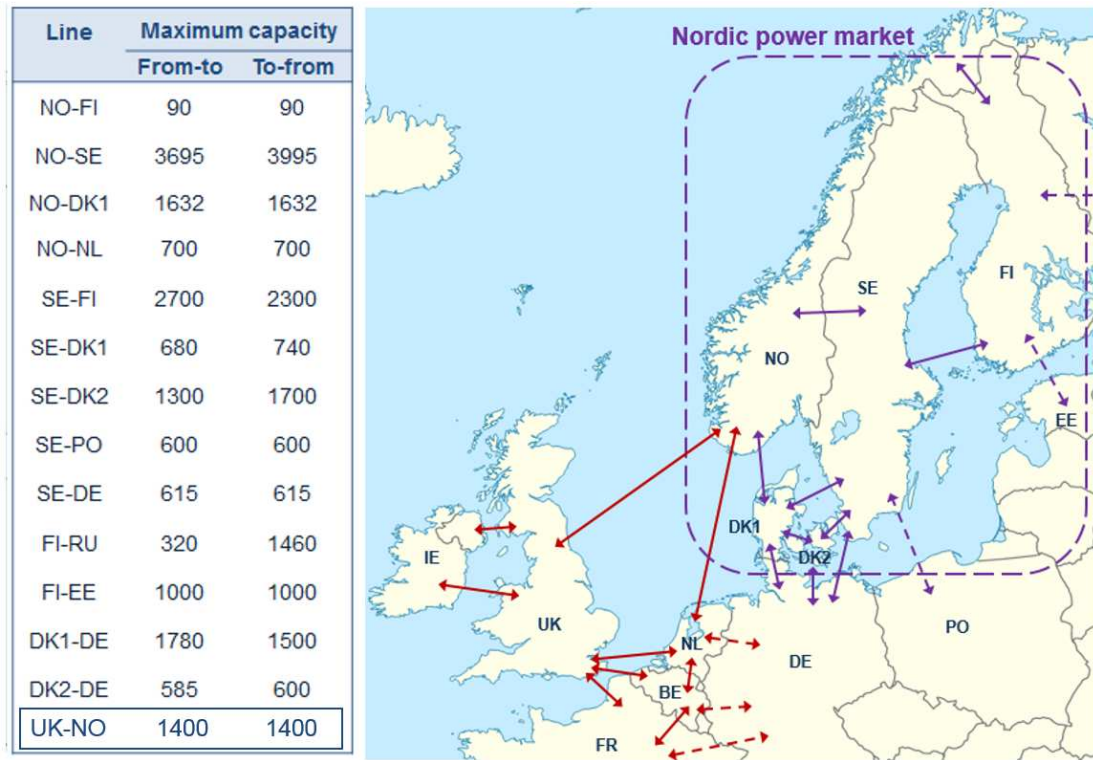 Line Maximum capacity
From-to To-from
NO-FI 90 90
NO-SE 3695 3995
NO-DK1 1632 1632
NO-NL 700 700
SE-FI 2700 2300
SE-DK1 680 740
SE-DK2 1300 1700
SE-PO 600 600
SE-DE 615 615
FI-RU 320 1460
FI-EE 1000 1000
DK1-DE 1780 1500
DK2-DE 585 600
UK-NO 1400 1400
Nordic power market
SE
FI
NO
EE
DK1
DK2
IE
UK
NL
PO
DE
BE
FR